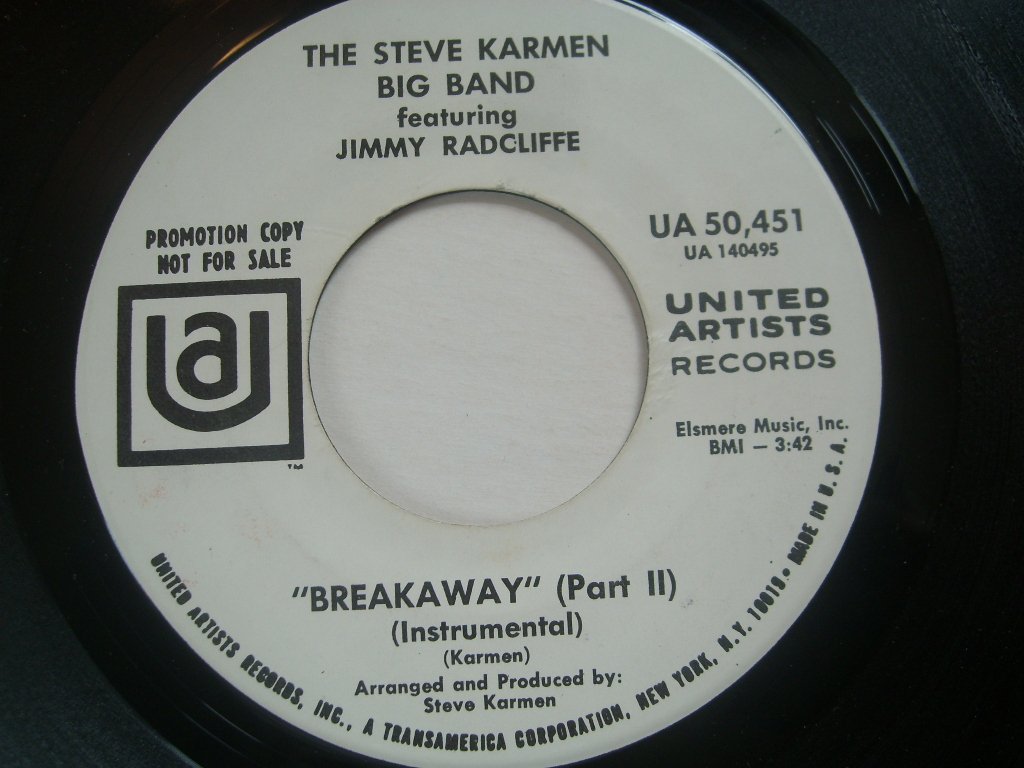 THE STEVE KARMEN
BIG BAND
featuring
JIMMY RADCLIFFE
PROMOTION COPY
NOT FOR SALE
ua
TM
UA 50,451
UA 140495
UNITED
ARTISTS
RECORDS
Elsmere Music, Inc.
BMI — 3:42
"BREAKAWAY" (Part II)
(Instrumental)
(Karmen)
Arranged and Produced by:
Steve Karmen
UNITED ARTISTS RECORDS, INC., A TRANSAMERICA CORPORATION, NEW YORK, N.Y. 10019 • MADE IN U.S.A.